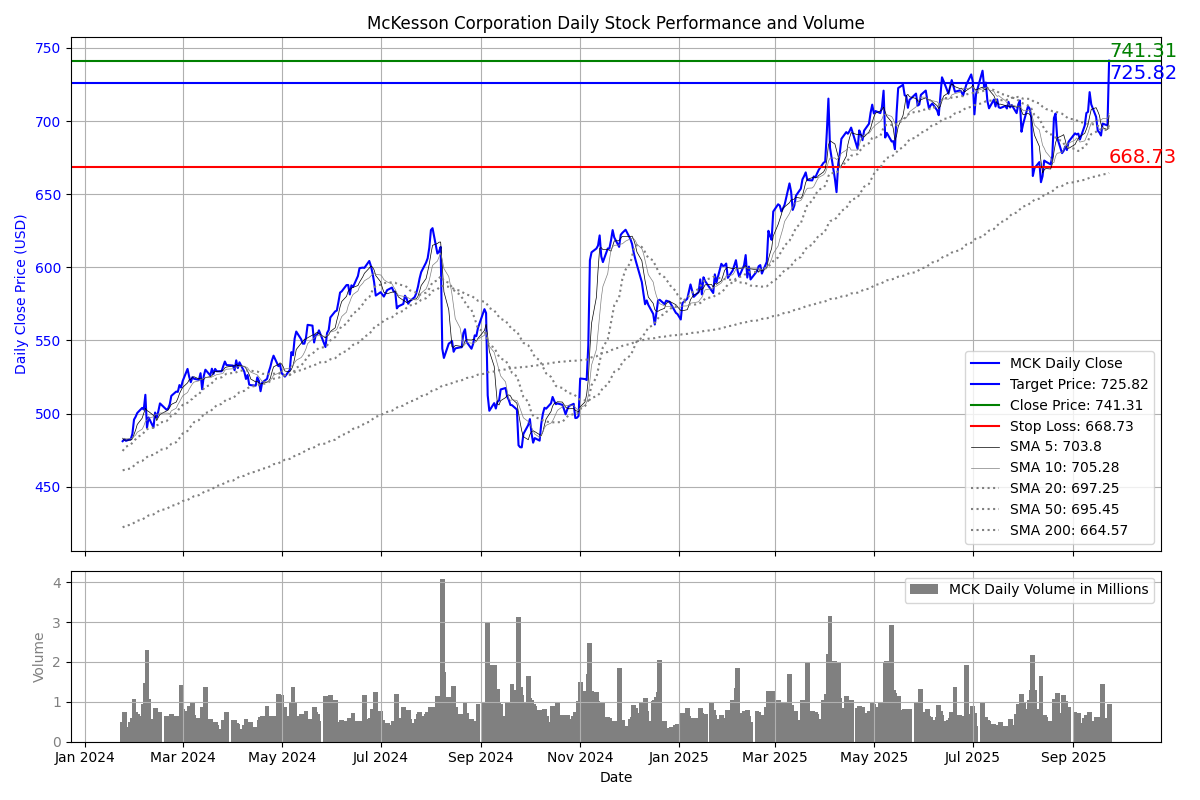 McKesson Corporation Daily Stock Performance and Volume
Daily Close Price (USD)
750
700
650
600
550
500
450
741.31
725.82
668.73
MCK Daily Close
Target Price: 725.82
Close Price: 741.31
Stop Loss: 668.73
SMA 5: 703.8
SMA 10: 705.28
SMA 20: 697.25
SMA 50: 695.45
SMA 200: 664.57
Volume
4
3
2
1
0
MCK Daily Volume in Millions
Jan 2024
Mar 2024
May 2024
Jul 2024
Sep 2024
Nov 2024
Jan 2025
Mar 2025
May 2025
Jul 2025
Sep 2025
Date